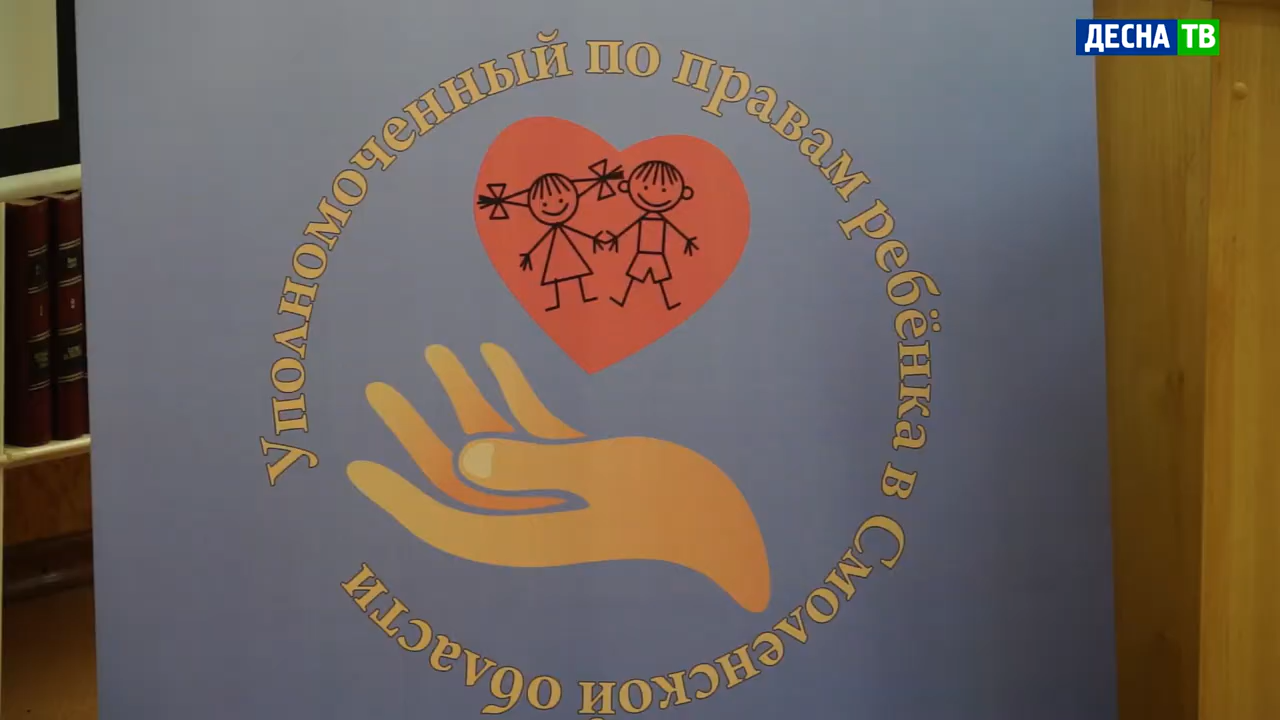 ДЕСНА ТВ
Уполномоченный по правам ребёнка в Смоленской области